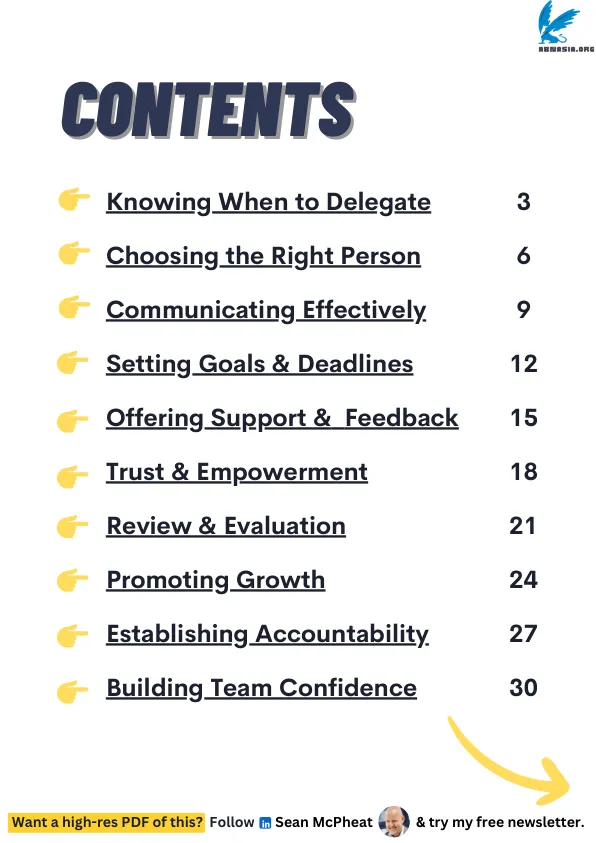 ABNASIA.ORG
CONTENTS
Knowing When to Delegate 3
Choosing the Right Person 6
Communicating Effectively 9
Setting Goals & Deadlines 12
Offering Support & Feedback 15
Trust & Empowerment 18
Review & Evaluation 21
Promoting Growth 24
Establishing Accountability 27
Building Team Confidence 30
Want a high-res PDF of this? Follow in Sean McPheat & try my free newsletter.